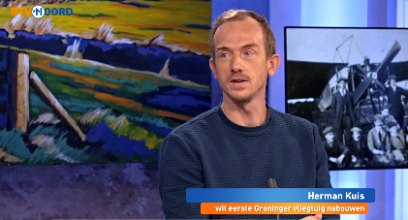 RTV NOORD
Herman Kuis
wil eerste Groninger vliegtuig nabouwen